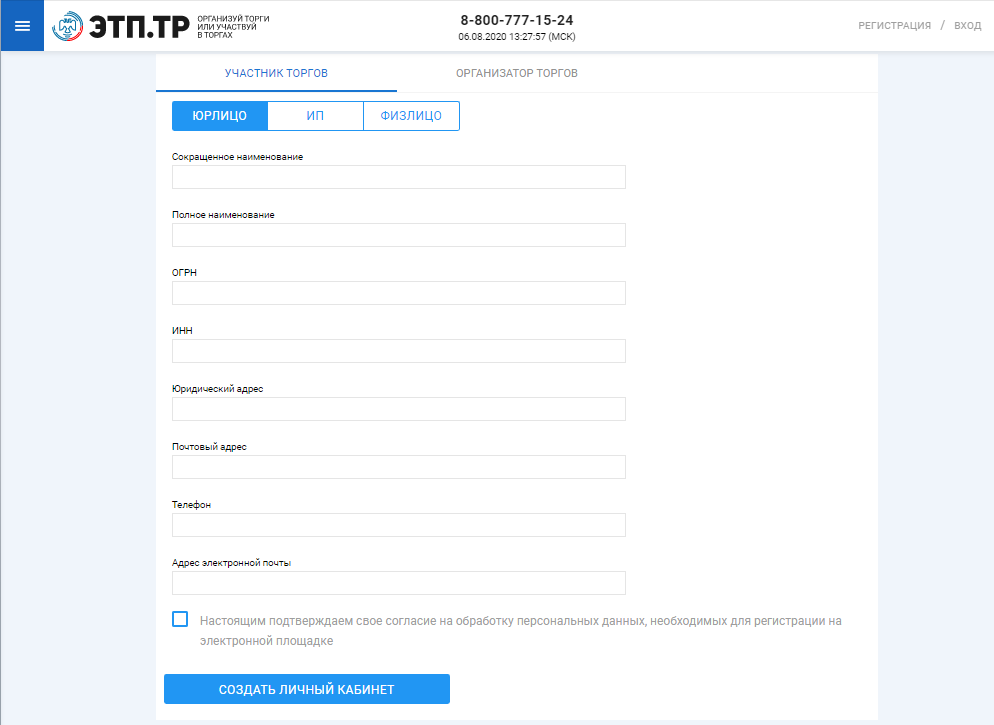 ЭТП.ТР
ОРГАНИЗУЙ ТОРГИ
ИЛИ УЧАСТВУЙ
В ТОРГАХ
8-800-777-15-24
06.08.2020 13:27:57 (МСК)
РЕГИСТРАЦИЯ / ВХОД
УЧАСТНИК ТОРГОВ ОРГАНИЗАТОР ТОРГОВ
ЮРЛИЦО ИП ФИЗЛИЦО
Сокращенное наименование
Полное наименование
ОГРН
ИНН
Юридический адрес
Почтовый адрес
Телефон
Адрес электронной почты
Настоящим подтверждаем свое согласие на обработку персональных данных, необходимых для регистрации на
электронной площадке
СОЗДАТЬ ЛИЧНЫЙ КАБИНЕТ